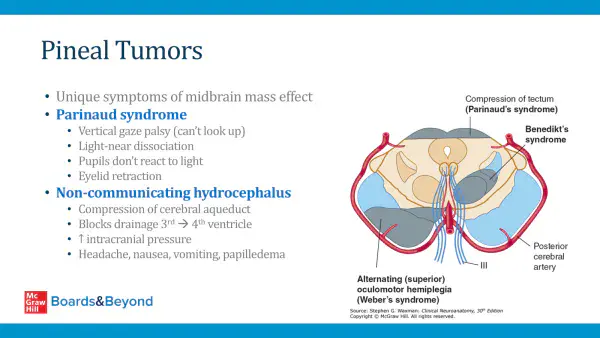 Pineal Tumors
• Unique symptoms of midbrain mass effect
• Parinaud syndrome
• Vertical gaze palsy (can't look up)
• Light-near dissociation
• Pupils don't react to light
• Eyelid retraction
• Non-communicating hydrocephalus
• Compression of cerebral aqueduct
• Blocks drainage 3rd → 4th ventricle
• ↑ intracranial pressure
• Headache, nausea, vomiting, papilledema
Compression of tectum
(Parinaud's syndrome)
Benedikt's
syndrome
Posterior
cerebral
artery
III
Alternating (superior)
oculomotor hemiplegia
(Weber's syndrome)
Source: Stephen G. Waxman: Clinical Neuroanatomy, 30th Edition
Copyright © McGraw Hill. All rights reserved.
Mc
Graw
Hill
Boards&Beyond